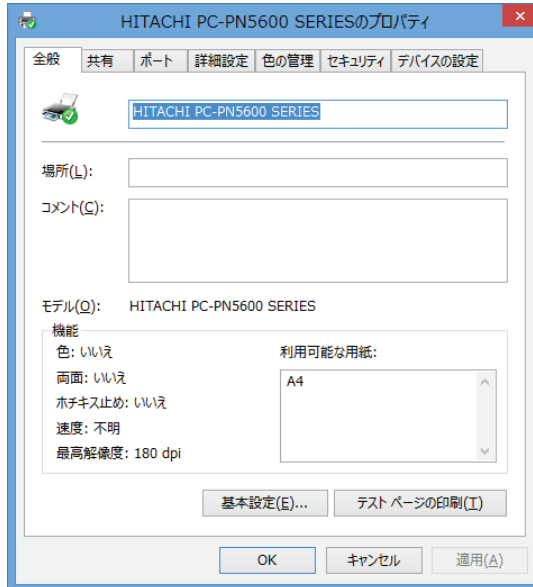 HITACHI PC-PN5600 SERIESのプロパティ
全般 共有 ポート 詳細設定 色の管理 セキュリティ デバイスの設定
HITACHI PC-PN5600 SERIES
場所(L):
コメント(C):
モデル(O): HITACHI PC-PN5600 SERIES
機能
色: いいえ 利用可能な用紙:
両面: いいえ A4
ホチキス止め: いいえ
速度: 不明
最高解像度: 180 dpi
基本設定(E)... テスト ページの印刷(T)
OK キャンセル 適用(A)